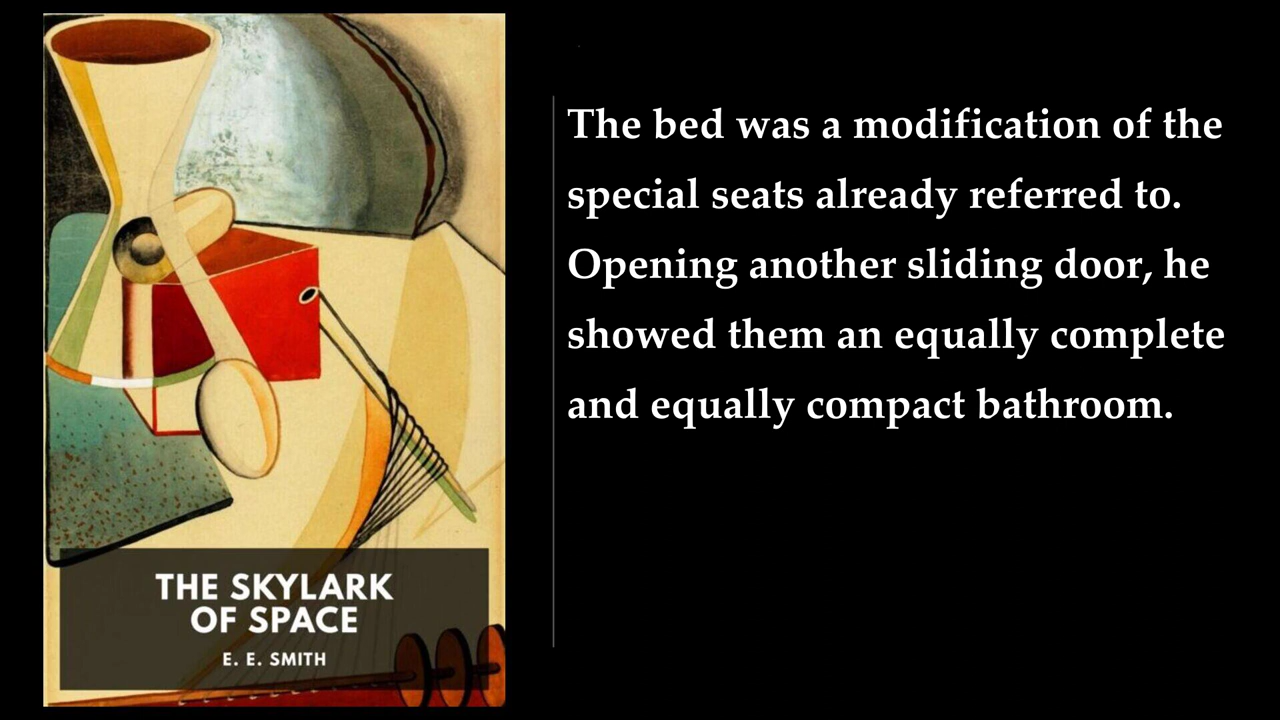 THE SKYLARK
OF SPACE
E. E. SMITH
The bed was a modification of the
special seats already referred to.
Opening another sliding door, he
showed them an equally complete
and equally compact bathroom.